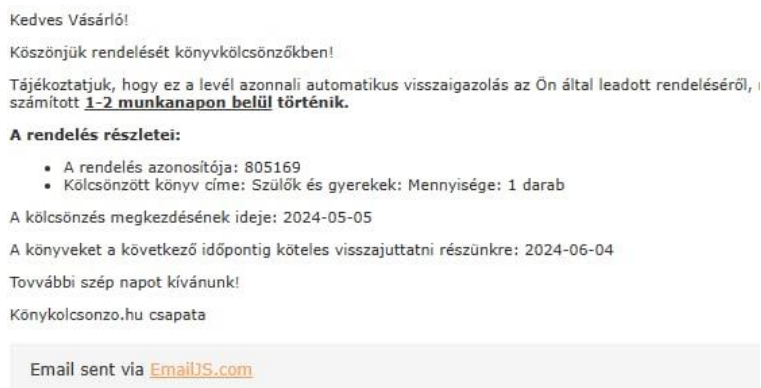 Kedves Vásárló!
Köszönjük rendelését könyvkölcsönzőkben!
Tájékoztatjuk, hogy ez a levél azonnali automatikus visszaigazolás az Ön által leadott rendeléséről,
számított 1-2 munkanapon belül történik.
A rendelés részletei:
• A rendelés azonosítója: 805169
• Kölcsönzött könyv címe: Szülők és gyerekek: Mennyisége: 1 darab
A kölcsönzés megkezdésének ideje: 2024-05-05
A könyveket a következő időpontig köteles visszajuttatni részünkre: 2024-06-04
Tovvábbi szép napot kívánunk!
Könykolcsonzo.hu csapata
Email sent via EmailJS.com